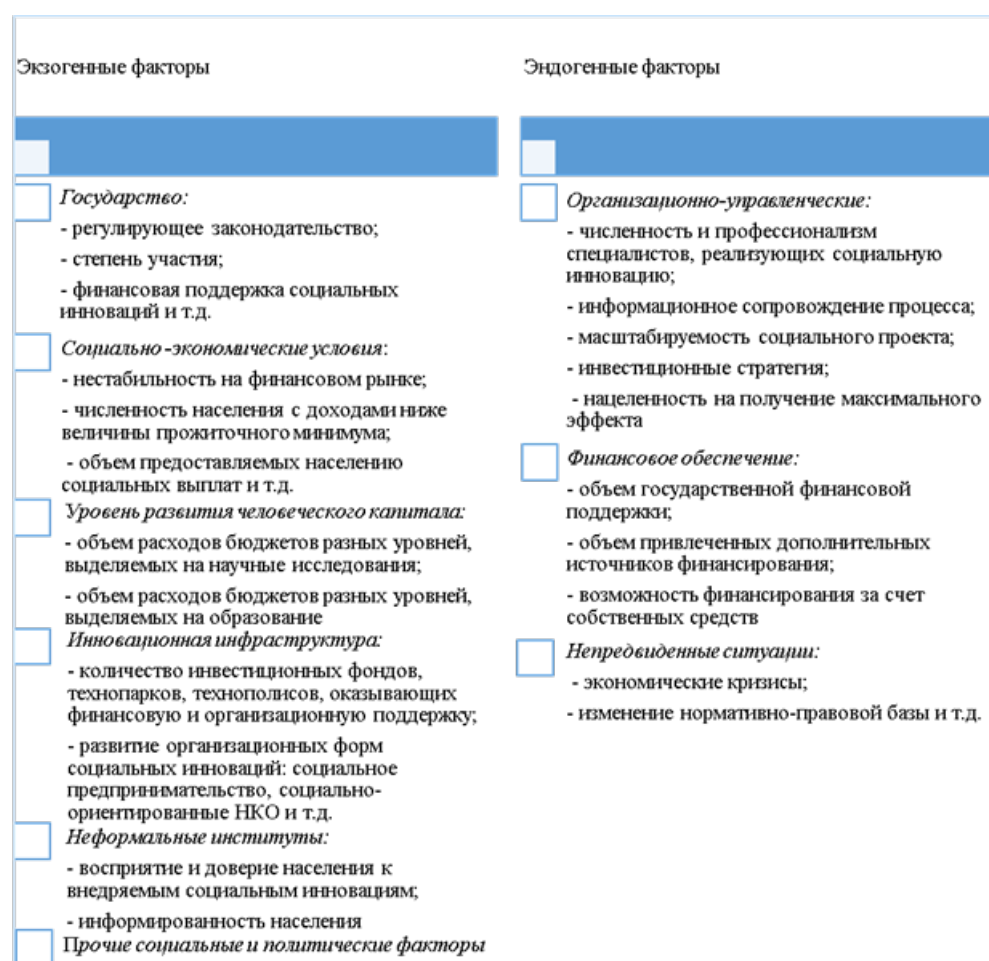 Экзогенные факторы
Государство:
- регулирующее законодательство;
- степень участия;
- финансовая поддержка социальных
инноваций и т.д.
Социально-экономические условия:
- нестабильность на финансовом рынке;
- численность населения с доходами ниже
величины прожиточного минимума;
- объем предоставляемых населению
социальных выплат и т.д.
Уровень развития человеческого капитала:
- объем расходов бюджетов разных уровней,
выделяемых на научные исследования;
- объем расходов бюджетов разных уровней,
выделяемых на образование
Инновационная инфраструктура:
- количество инвестиционных фондов,
технопарков, технополисов, оказывающих
финансовую и организационную поддержку;
- развитие организационных форм
социальных инноваций: социальное
предпринимательство, социально-
ориентированные НКО и т.д.
Неформальные институты:
- восприятие и доверие населения к
внедряемым социальным инновациям;
- информированность населения
Прочие социальные и политические факторы
Эндогенные факторы
Организационно-управленческие:
- численность и профессионализм
специалистов, реализующих социальную
инновацию;
- информационное сопровождение процесса;
- масштабируемость социального проекта;
- инвестиционные стратегия;
- нацеленность на получение максимального
эффекта
Финансовое обеспечение:
- объем государственной финансовой
поддержки;
- объем привлеченных дополнительных
источников финансирования;
- возможность финансирования за счет
собственных средств
Непредвиденные ситуации:
- экономические кризисы;
- изменение нормативно-правовой базы и т.д.